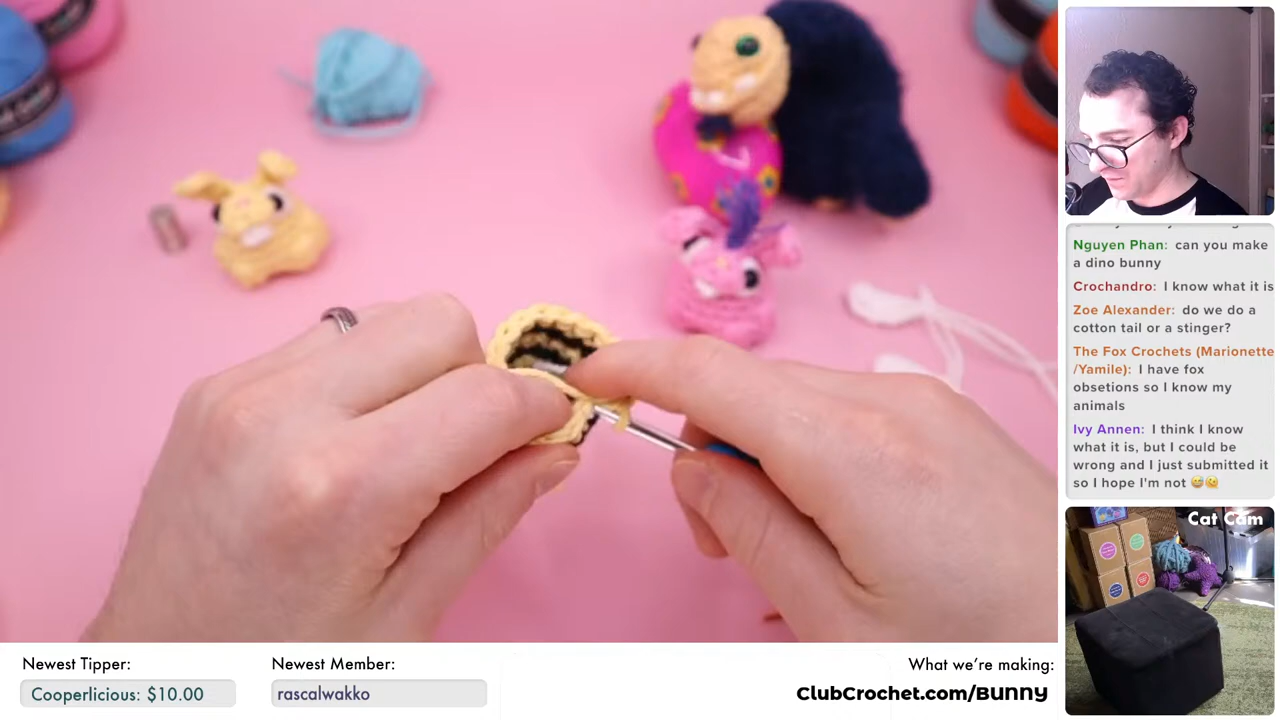 Nguyen Phan: can you make
a dino bunny
Crochandro: I know what it is
Zoe Alexander: do we do a
cotton tail or a stinger?
The Fox Crochets (Marionette
/Yamile): I have fox
obsetions so I know my
animals
Ivy Annen: I think I know
what it is, but I could be
wrong and I just submitted it
so I hope I'm not 😅🫠
Cat Cam
Newest Tipper:
Cooperlicious: $10.00
Newest Member:
rascalwakko
What we're making:
ClubCrochet.com/BUNNY